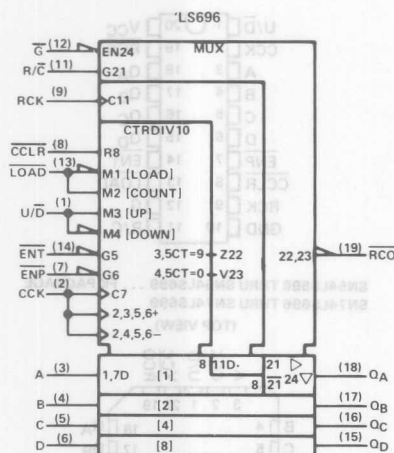 'LS696
G (12) EN24 MUX
R/C (11) G21
RCK (9) C11
CTRDIV10
CCLR (8) R8
LOAD (13) M1 [LOAD]
M2 [COUNT]
U/D (1) M3 [UP]
M4 [DOWN]
ENT (14) G5 3,5CT=9 Z22 22,23 (19) RCO
ENP (7) G6 4,5CT=0 V23
CCK (2) C7
2,3,5,6+
2,4,5,6−
A (3) 1,7D [1] 8 11D 21 ▷ (18) QA
8 21 24▽
B (4) [2] (17) QB
C (5) [4] (16) QC
D (6) [8] (15) QD